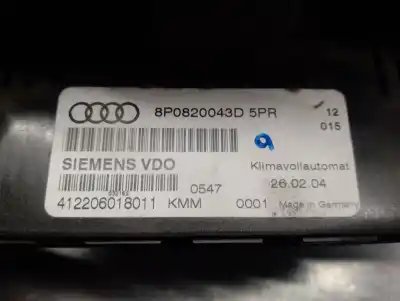 8P0820043D 5PR
12
015
SIEMENS VDO
Klimavollautomat
0547
26.02.04
412206018011 KMM
0001
Made in Germany